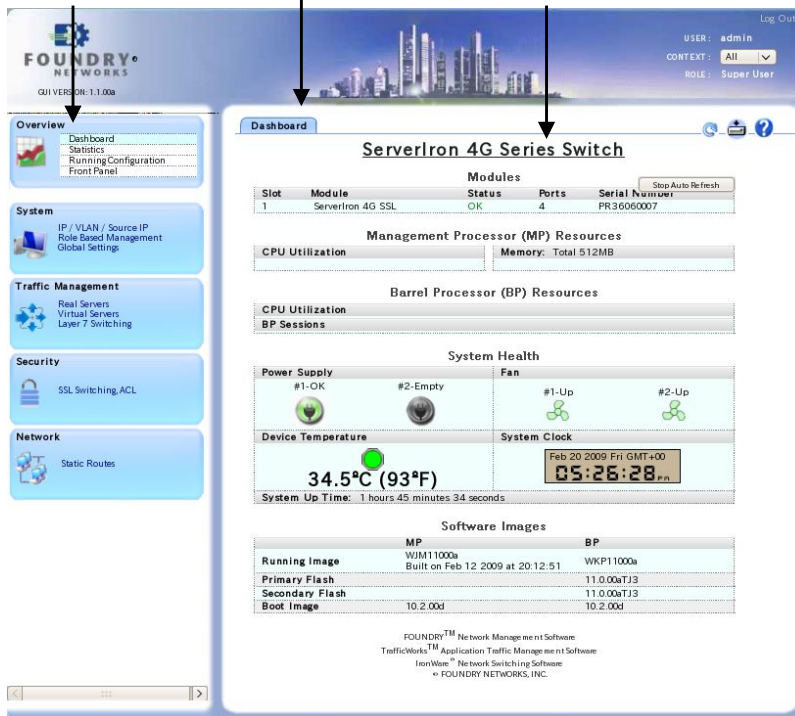 Log Out
FOUNDRY
NETWORKS
GUI VERSION: 1.1.00a
USER: admin
CONTEXT: All
ROLE: Super User
Overview
Dashboard
Statistics
Running Configuration
Front Panel
System
IP / VLAN / Source IP
Role Based Management
Global Settings
Traffic Management
Real Servers
Virtual Servers
Layer 7 Switching
Security
SSL Switching, ACL
Network
Static Routes
Dashboard
ServerIron 4G Series Switch
Modules
Stop Auto Refresh
Slot Module Status Ports Serial Number
1 ServerIron 4G SSL OK 4 PR36060007
Management Processor (MP) Resources
CPU Utilization Memory: Total 512MB
Barrel Processor (BP) Resources
CPU Utilization
BP Sessions
System Health
Power Supply Fan
#1-OK #2-Empty #1-Up #2-Up
Device Temperature System Clock
34.5ºC (93ºF)
Feb 20 2009 Fri GMT+00
05:26:28 PM
System Up Time: 1 hours 45 minutes 34 seconds
Software Images
MP BP
Running Image WJM11000a Built on Feb 12 2009 at 20:12:51 WKP11000a
Primary Flash 11.0.00aTJ3
Secondary Flash 11.0.00aTJ3
Boot Image 10.2.00d 10.2.00d
FOUNDRY™ Network Management Software
TrafficWorks™ Application Traffic Management Software
IronWare® Network Switching Software
© FOUNDRY NETWORKS, INC.